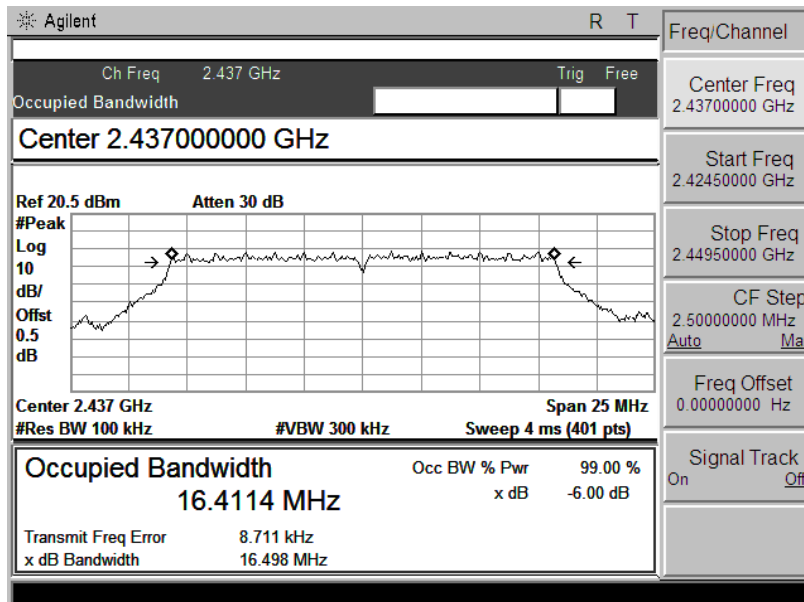 Agilent R T
Ch Freq 2.437 GHz Trig Free
Occupied Bandwidth
Center 2.437000000 GHz
Ref 20.5 dBm Atten 30 dB
#Peak
Log
10
dB/
Offst
0.5
dB
Center 2.437 GHz Span 25 MHz
#Res BW 100 kHz #VBW 300 kHz Sweep 4 ms (401 pts)
Occupied Bandwidth
16.4114 MHz
Occ BW % Pwr 99.00 %
x dB -6.00 dB
Transmit Freq Error 8.711 kHz
x dB Bandwidth 16.498 MHz
Freq/Channel
Center Freq
2.43700000 GHz
Start Freq
2.42450000 GHz
Stop Freq
2.44950000 GHz
CF Step
2.50000000 MHz
Auto Ma
Freq Offset
0.00000000 Hz
Signal Track
On Off